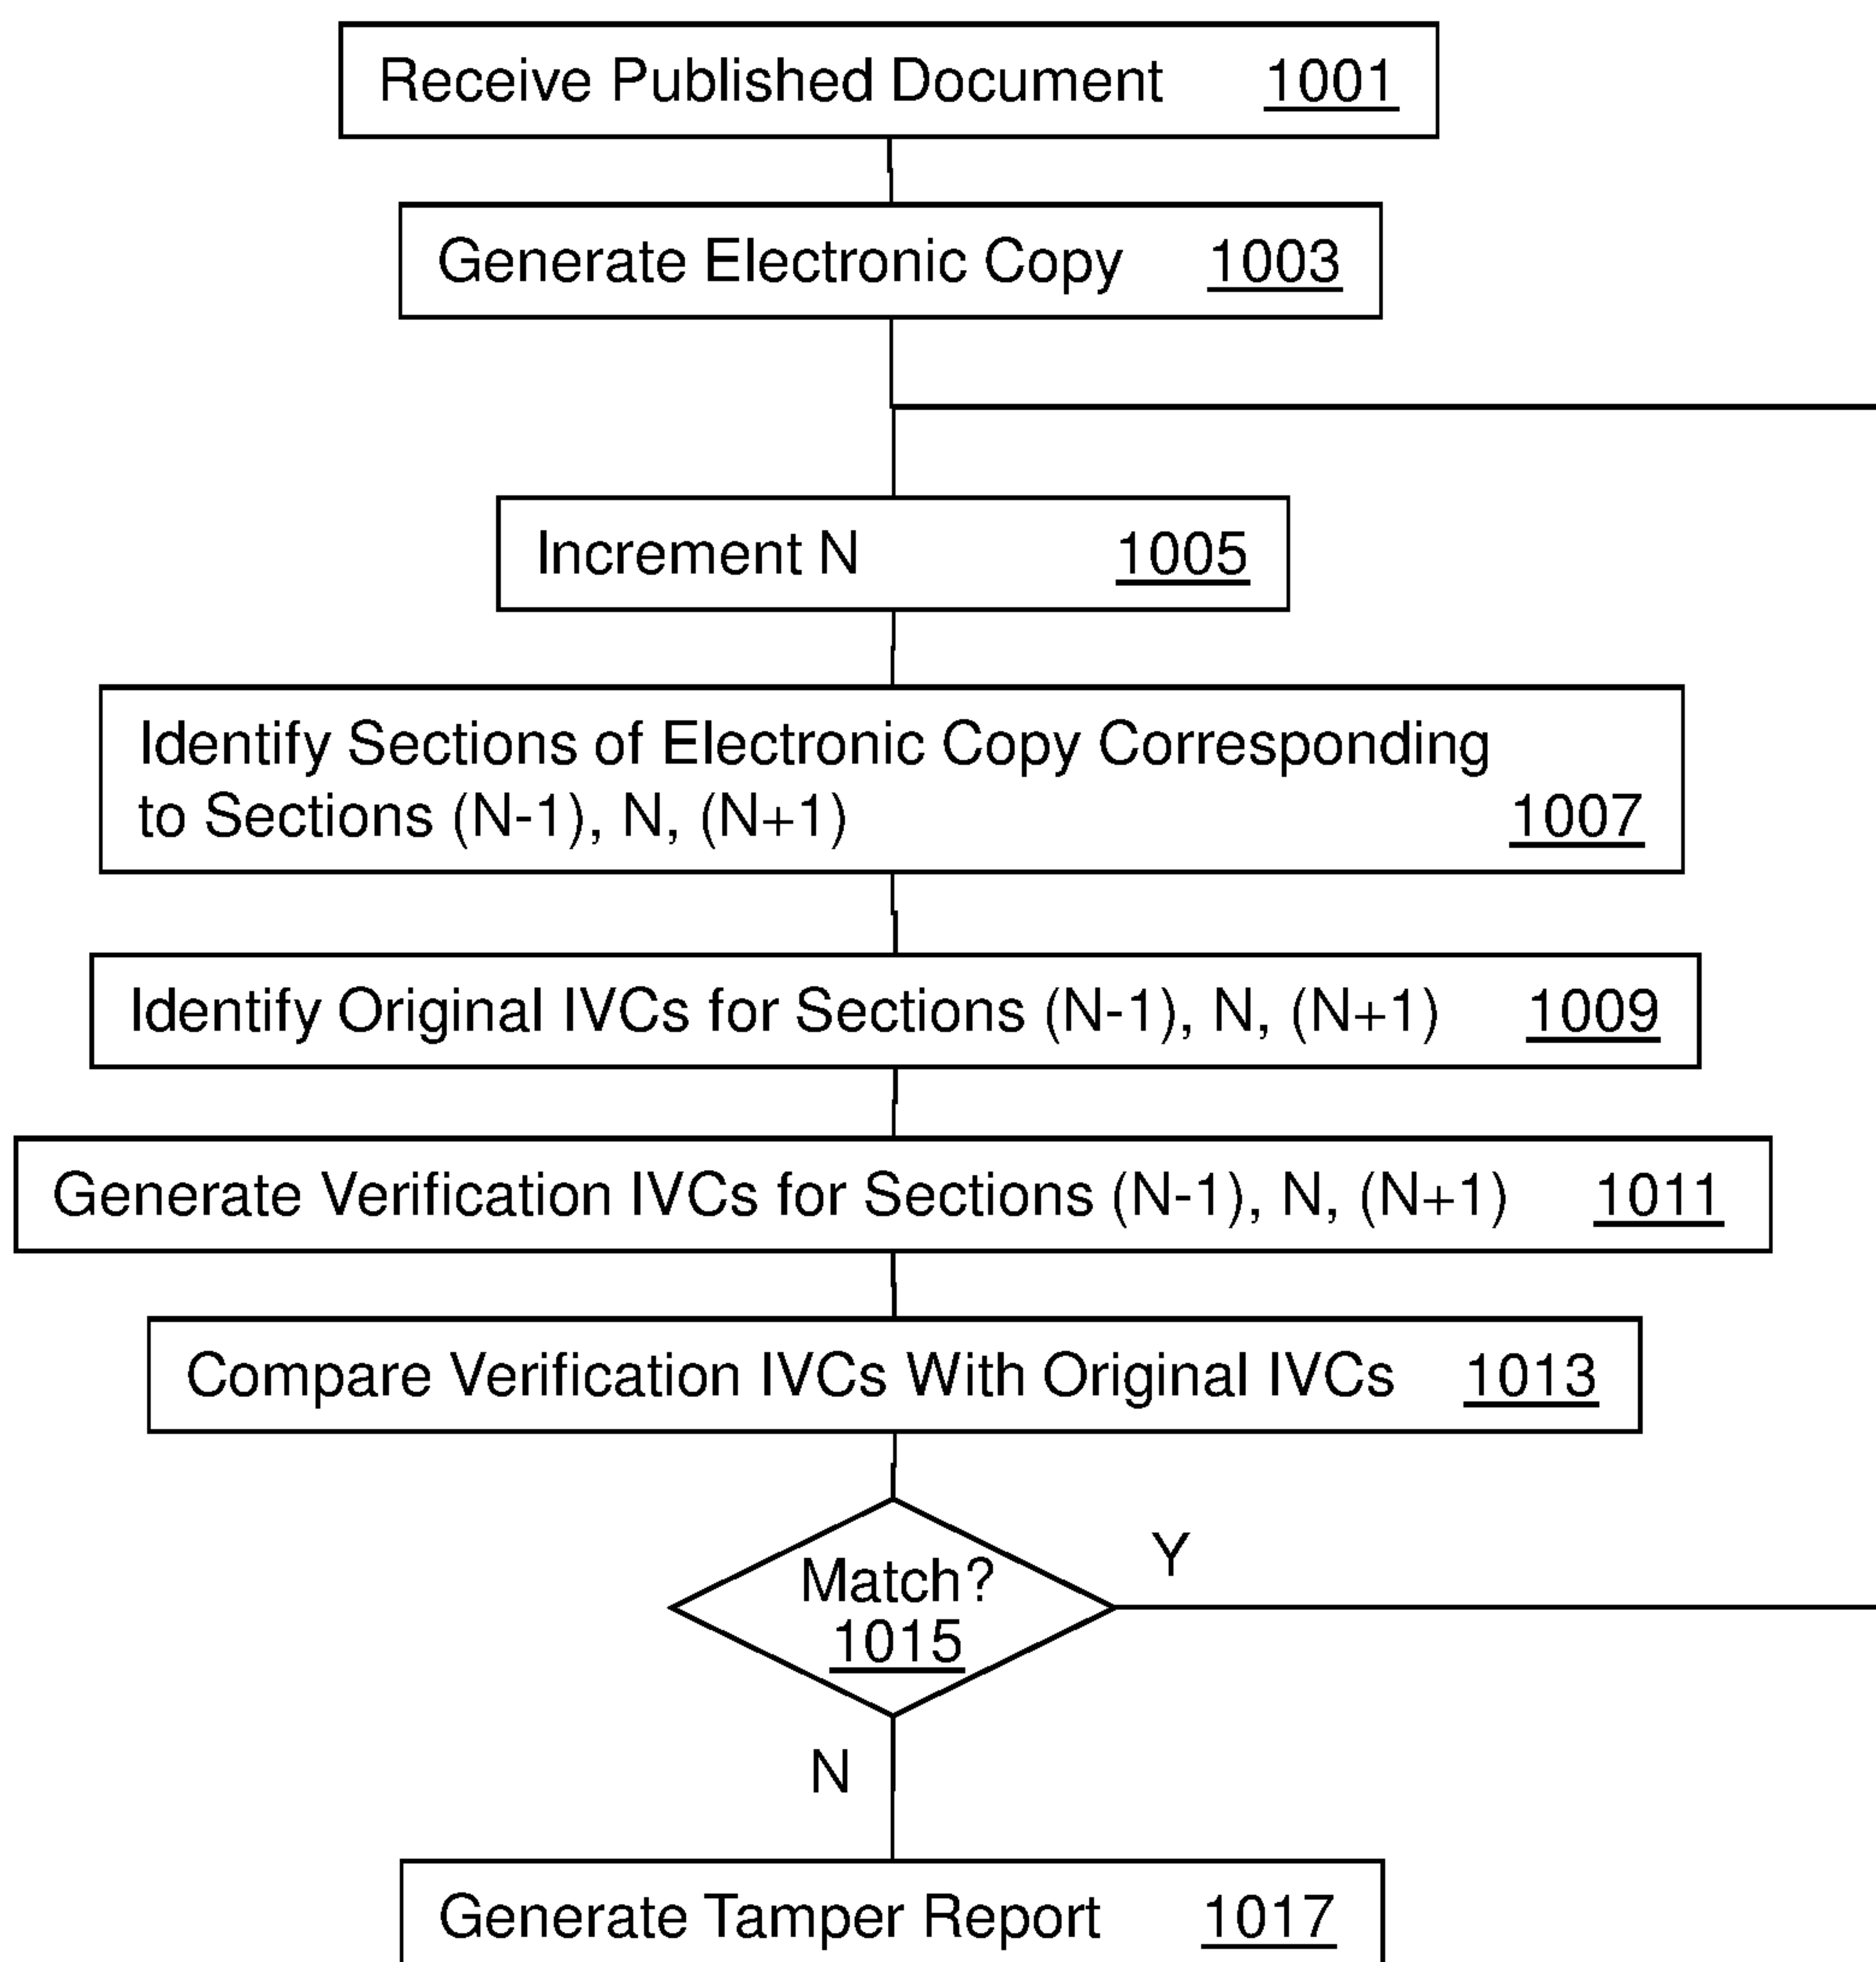 Receive Published Document 1001
Generate Electronic Copy 1003
Increment N 1005
Identify Sections of Electronic Copy Corresponding
to Sections (N-1), N, (N+1) 1007
Identify Original IVCs for Sections (N-1), N, (N+1) 1009
Generate Verification IVCs for Sections (N-1), N, (N+1) 1011
Compare Verification IVCs With Original IVCs 1013
Y
Match?
1015
N
Generate Tamper Report 1017